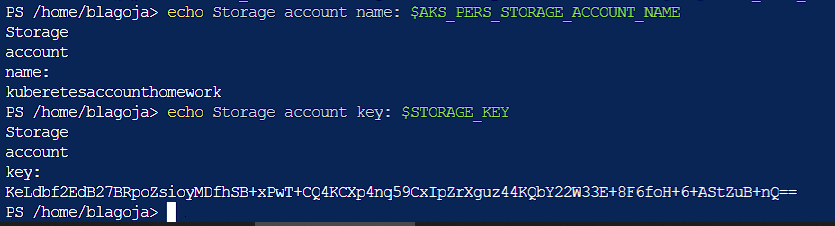 PS /home/blagoja> echo Storage account name: $AKS_PERS_STORAGE_ACCOUNT_NAME
Storage
account
name:
kuberetesaccounthomework
PS /home/blagoja> echo Storage account key: $STORAGE_KEY
Storage
account
key:
KeLdbf2EdB27BRpoZsioyMDfhSB+xPwT+CQ4KCXp4nq59CxIpZrXguz44KQbY22W33E+8F6foH+6+AStZuB+nQ==
PS /home/blagoja>